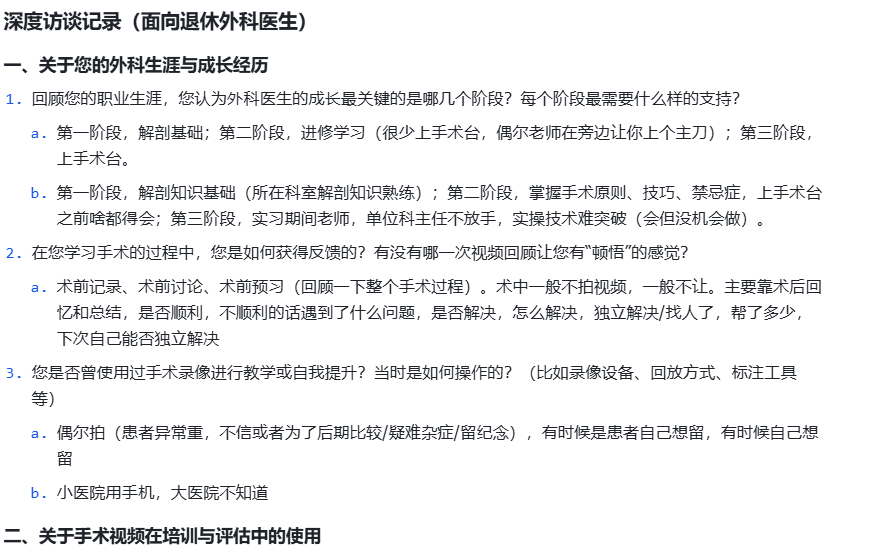 深度访谈记录（面向退休外科医生）
一、关于您的外科生涯与成长经历
1. 回顾您的职业生涯，您认为外科医生的成长最关键的是哪几个阶段？每个阶段最需要什么样的支持？
a. 第一阶段，解剖基础；第二阶段，进修学习（很少上手术台，偶尔老师在旁边让你上个主刀）；第三阶段，
上手术台。
b. 第一阶段，解剖知识基础（所在科室解剖知识熟练）；第二阶段，掌握手术原则、技巧、禁忌症，上手术台
之前啥都得会；第三阶段，实习期间老师，单位科主任不放手，实操技术难突破（会但没机会做）。
2. 在您学习手术的过程中，您是如何获得反馈的？有没有哪一次视频回顾让您有“顿悟”的感觉？
a. 术前记录、术前讨论、术前预习（回顾一下整个手术过程）。术中一般不拍视频，一般不让。主要靠术后回
忆和总结，是否顺利，不顺利的话遇到了什么问题，是否解决，怎么解决，独立解决/找人了，帮了多少，
下次自己能否独立解决
3. 您是否曾使用过手术录像进行教学或自我提升？当时是如何操作的？（比如录像设备、回放方式、标注工具
等）
a. 偶尔拍（患者异常重，不信或者为了后期比较/疑难杂症/留纪念），有时候是患者自己想留，有时候自己想
留
b. 小医院用手机，大医院不知道
二、关于手术视频在培训与评估中的使用